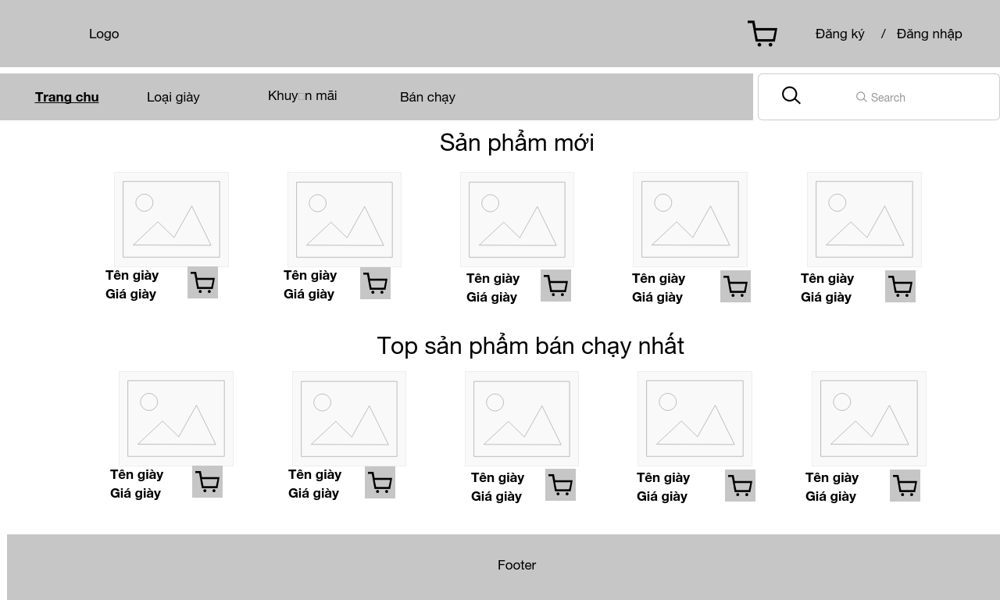 Logo
Đăng ký / Đăng nhập
Trang chu Loại giày Khuy□n mãi Bán chạy Search
Sản phẩm mới
Tên giày Tên giày Tên giày Tên giày Tên giày
Giá giày Giá giày Giá giày Giá giày Giá giày
Top sản phẩm bán chạy nhất
Tên giày Tên giày Tên giày Tên giày Tên giày
Giá giày Giá giày Giá giày Giá giày Giá giày
Footer